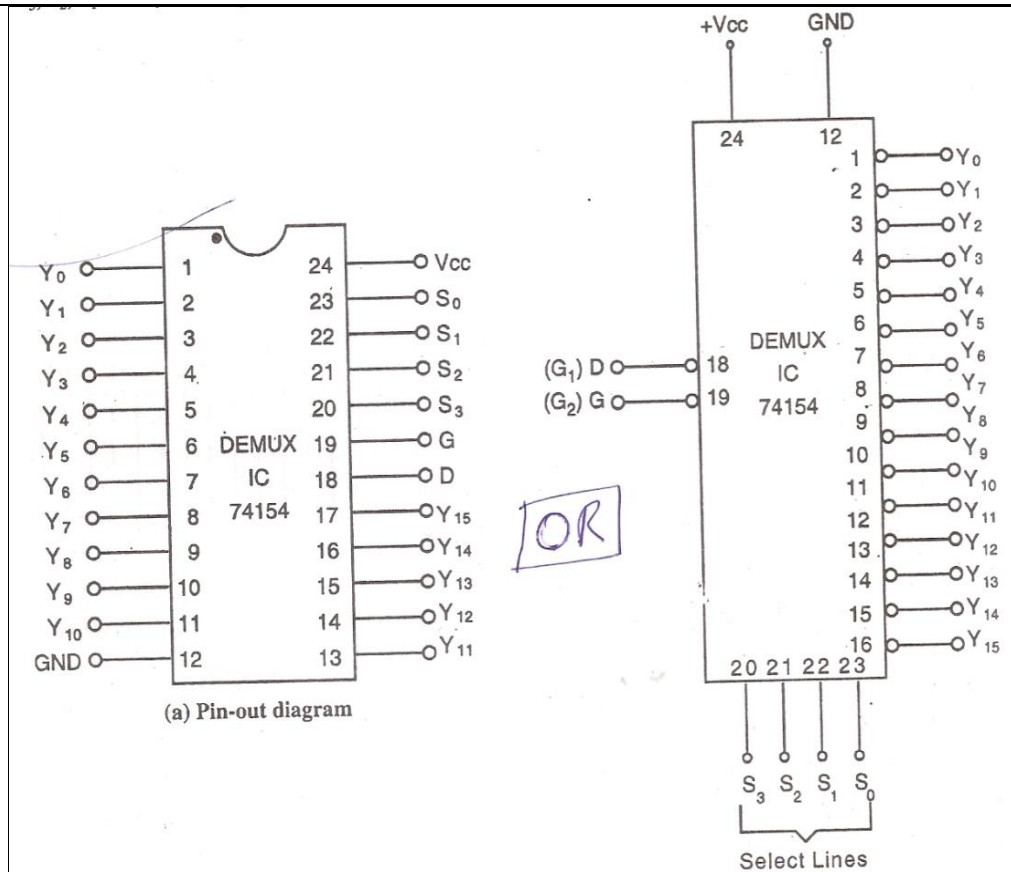 +Vcc GND
24 12
1 Y0
2 Y1
3 Y2
4 Y3
5 Y4
6 Y5
7 Y6
8 Y7
9 Y8
10 Y9
11 Y10
12 Y11
13 Y12
14 Y13
15 Y14
16 Y15
(G1) D 18
(G2) G 19
DEMUX
IC
74154
20 21 22 23
S3 S2 S1 S0
Select Lines
Y0 1 24 Vcc
Y1 2 23 S0
Y2 3 22 S1
Y3 4 21 S2
Y4 5 20 S3
Y5 6 DEMUX 19 G
Y6 7 IC 18 D
Y7 8 74154 17 Y15
Y8 9 16 Y14
Y9 10 15 Y13
Y10 11 14 Y12
GND 12 13 Y11
(a) Pin-out diagram
OR